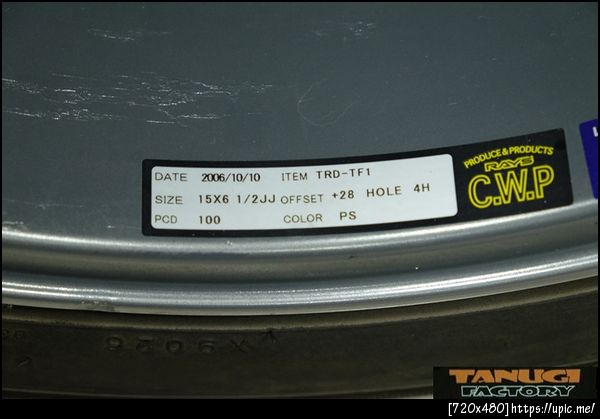 DATE 2006/10/10 ITEM TRD-TF1
SIZE 15X6 1/2JJ OFFSET +28 HOLE 4H
PCD 100 COLOR PS
PRODUCE & PRODUCTS
RAYS
C.W.P
X9026
TANUGI
FACTORY
[720x480]https://upic.me/